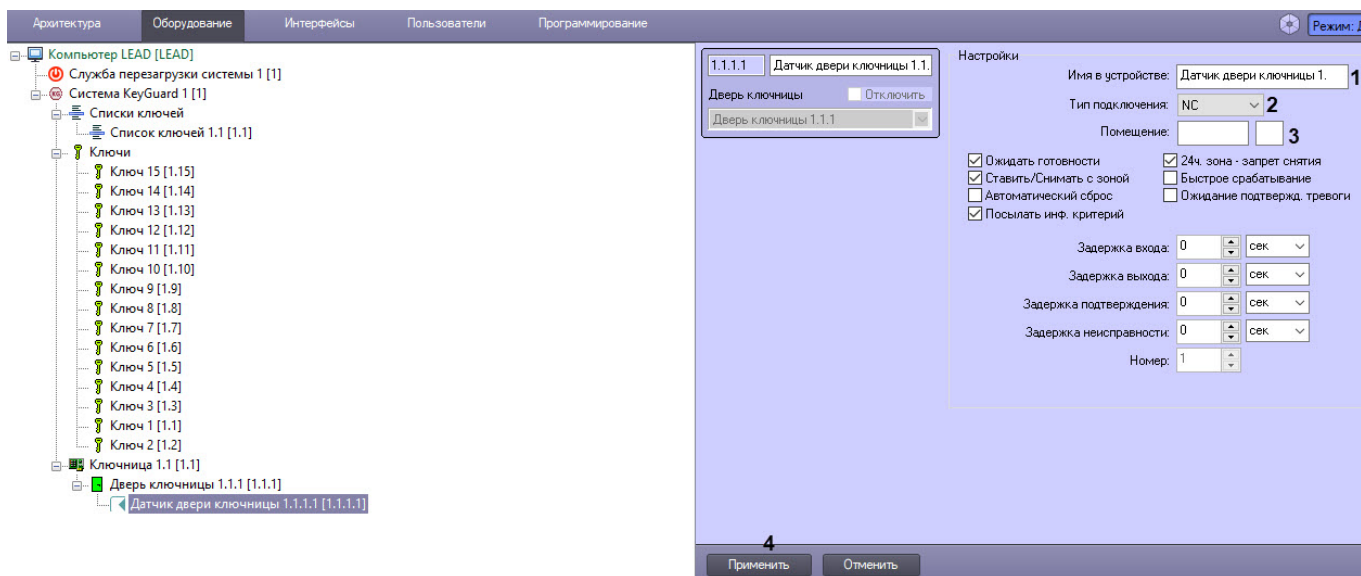 Архитектура Оборудование Интерфейсы Пользователи Программирование Режим: Д
Компьютер LEAD [LEAD]
Служба перезагрузки системы 1 [1]
Система KeyGuard 1 [1]
Списки ключей
Список ключей 1.1 [1.1]
Ключи
Ключ 15 [1.15]
Ключ 14 [1.14]
Ключ 13 [1.13]
Ключ 12 [1.12]
Ключ 11 [1.11]
Ключ 10 [1.10]
Ключ 9 [1.9]
Ключ 8 [1.8]
Ключ 7 [1.7]
Ключ 6 [1.6]
Ключ 5 [1.5]
Ключ 4 [1.4]
Ключ 3 [1.3]
Ключ 1 [1.1]
Ключ 2 [1.2]
Ключница 1.1 [1.1]
Дверь ключницы 1.1.1 [1.1.1]
Датчик двери ключницы 1.1.1.1 [1.1.1.1]
1.1.1.1 Датчик двери ключницы 1.1.
Дверь ключницы Отключить
Дверь ключницы 1.1.1
Настройки
Имя в устройстве: Датчик двери ключницы 1. 1
Тип подключения: NC 2
Помещение: 3
Ожидать готовности 24ч. зона - запрет снятия
Ставить/Снимать с зоной Быстрое срабатывание
Автоматический сброс Ожидание подтвержд. тревоги
Посылать инф. критерий
Задержка входа: 0 сек
Задержка выхода: 0 сек
Задержка подтверждения: 0 сек
Задержка неисправности: 0 сек
Номер: 1
4
Применить Отменить